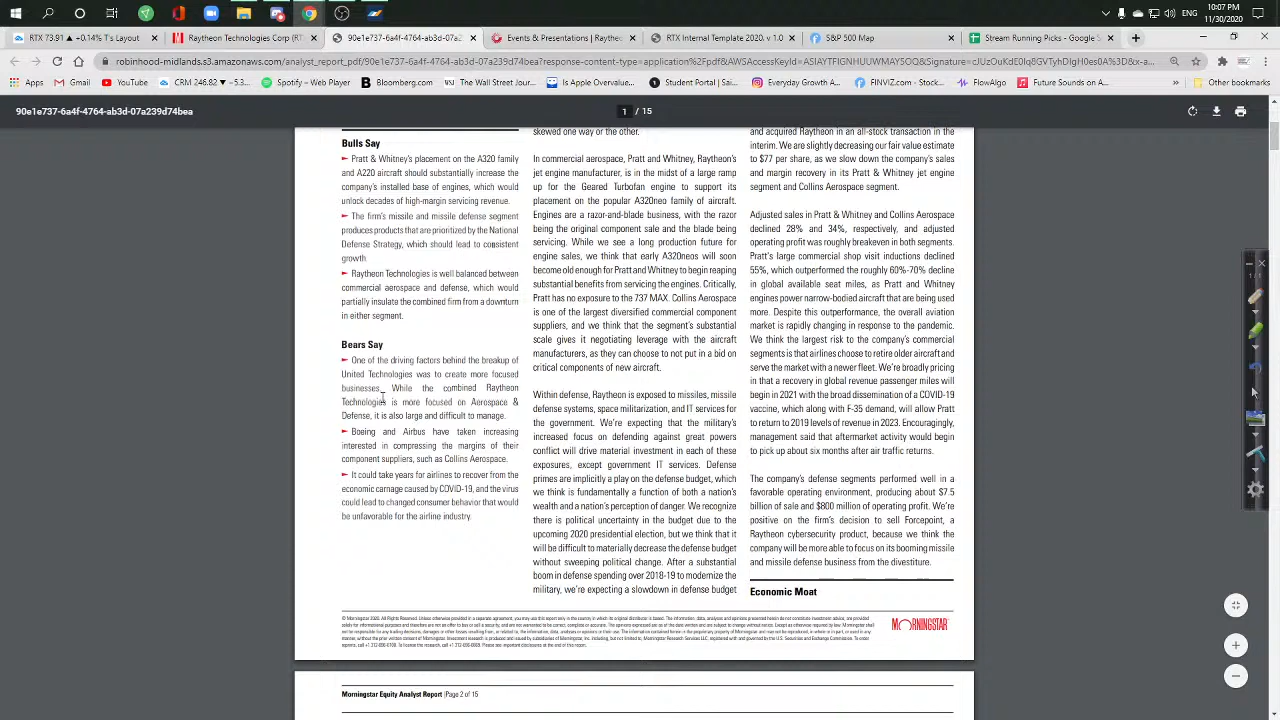 10:07 PM
ENG
11/30/2020
RTX 73.91 ▲ +0.14% T's Layout
Raytheon Technologies Corp (RT
90e1e737-6a4f-4764-ab3d-07a2
Events & Presentations | Raythe
RTX Internal Template 2020. v 1.0
S&P 500 Map
Stream Running Picks - Google S
Apps
Gmail
YouTube
CRM 246.82 ▼ −5.3...
Spotify – Web Player
Bloomberg.com
The Wall Street Jour...
Is Apple Overvalue...
Student Portal | Sai...
Everyday Growth A...
FINVIZ.com - Stock...
FlowAlgo
Future Sounds on A...
Other bookmarks
90e1e737-6a4f-4764-ab3d-07a239d74bea
1 / 15
Bulls Say
Pratt & Whitney's placement on the A320 family
and A220 aircraft should substantially increase the
company's installed base of engines, which would
unlock decades of high-margin servicing revenue.
The firm's missile and missile defense segment
produces products that are prioritized by the National
Defense Strategy, which should lead to consistent
growth.
Raytheon Technologies is well balanced between
commercial aerospace and defense, which would
partially insulate the combined firm from a downturn
in either segment.
Bears Say
One of the driving factors behind the breakup of
United Technologies was to create more focused
businesses. While the combined Raytheon
Technologies is more focused on Aerospace &
Defense, it is also large and difficult to manage.
Boeing and Airbus have taken increasing
interested in compressing the margins of their
component suppliers, such as Collins Aerospace.
It could take years for airlines to recover from the
economic carnage caused by COVID-19, and the virus
could lead to changed consumer behavior that would
be unfavorable for the airline industry.
skewed one way or the other.
In commercial aerospace, Pratt and Whitney, Raytheon's
jet engine manufacturer, is in the midst of a large ramp
up for the Geared Turbofan engine to support its
placement on the popular A320neo family of aircraft.
Engines are a razor-and-blade business, with the razor
being the original component sale and the blade being
servicing. While we see a long production future for
engine sales, we think that early A320neos will soon
become old enough for Pratt and Whitney to begin reaping
substantial benefits from servicing the engines. Critically,
Pratt has no exposure to the 737 MAX. Collins Aerospace
is one of the largest diversified commercial component
suppliers, and we think that the segment's substantial
scale gives it negotiating leverage with the aircraft
manufacturers, as they can choose to not put in a bid on
critical components of new aircraft.
Within defense, Raytheon is exposed to missiles, missile
defense systems, space militarization, and IT services for
the government. We're expecting that the military's
increased focus on defending against great powers
conflict will drive material investment in each of these
exposures, except government IT services. Defense
primes are implicitly a play on the defense budget, which
we think is fundamentally a function of both a nation's
wealth and a nation's perception of danger. We recognize
there is political uncertainty in the budget due to the
upcoming 2020 presidential election, but we think that it
will be difficult to materially decrease the defense budget
without sweeping political change. After a substantial
boom in defense spending over 2018-19 to modernize the
military, we're expecting a slowdown in defense budget
and acquired Raytheon in an all-stock transaction in the
interim. We are slightly decreasing our fair value estimate
to $77 per share, as we slow down the company's sales
and margin recovery in its Pratt & Whitney jet engine
segment and Collins Aerospace segment.
Adjusted sales in Pratt & Whitney and Collins Aerospace
declined 28% and 34%, respectively, and adjusted
operating profit was roughly breakeven in both segments.
Pratt's large commercial shop visit inductions declined
55%, which outperformed the roughly 60%-70% decline
in global available seat miles, as Pratt and Whitney
engines power narrow-bodied aircraft that are being used
more. Despite this outperformance, the overall aviation
market is rapidly changing in response to the pandemic.
We think the largest risk to the company's commercial
segments is that airlines choose to retire older aircraft and
serve the market with a newer fleet. We're broadly pricing
in that a recovery in global revenue passenger miles will
begin in 2021 with the broad dissemination of a COVID-19
vaccine, which along with F-35 demand, will allow Pratt
to return to 2019 levels of revenue in 2023. Encouragingly,
management said that aftermarket activity would begin
to pick up about six months after air traffic returns.
The company's defense segments performed well in a
favorable operating environment, producing about $7.5
billion of sale and $800 million of operating profit. We're
positive on the firm's decision to sell Forcepoint, a
Raytheon cybersecurity product, because we think the
company will be more able to focus on its booming missile
and missile defense business from the divestiture.
Economic Moat
MORNINGSTAR
Morningstar Equity Analyst Report |Page 2 of 15